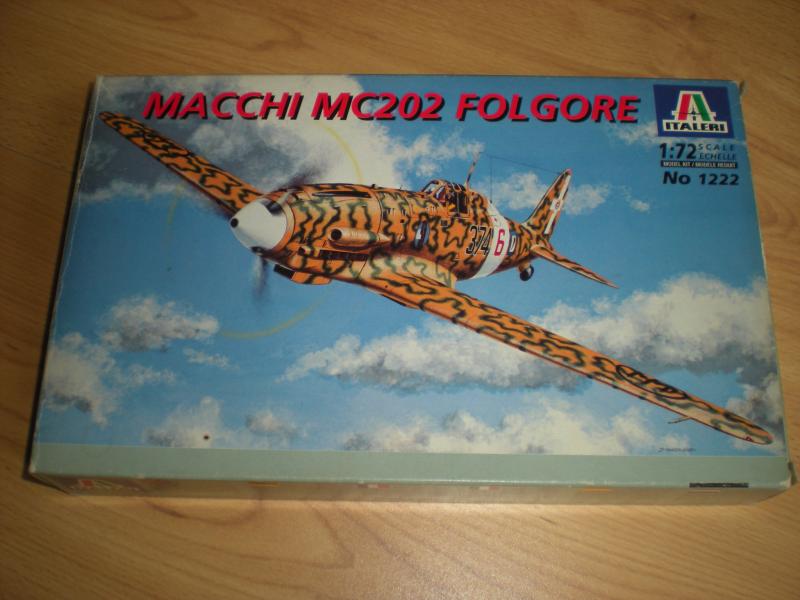 MACCHI MC202 FOLGORE
ITALERI
1:72 SCALE
ECHELLE
MODEL KIT / MODELE REDUIT
No 1222
374 6